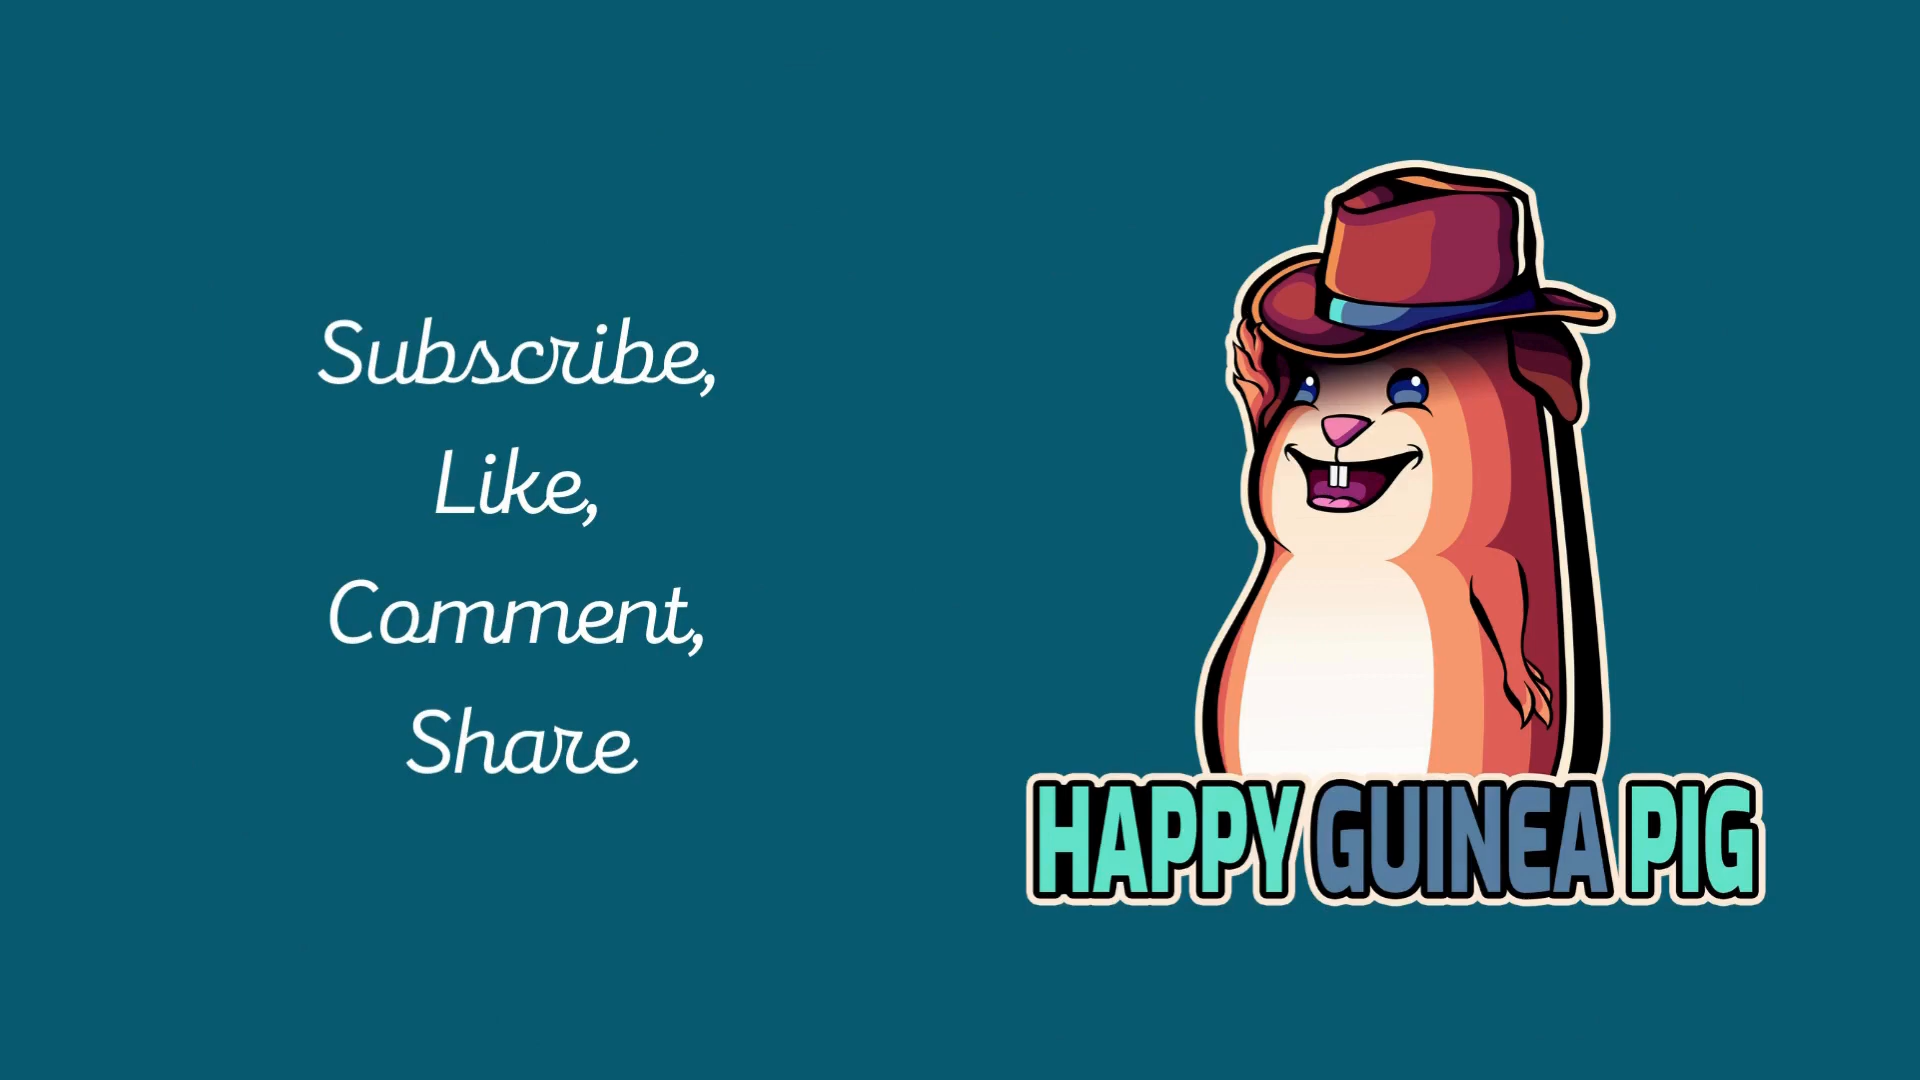 Subscribe,
Like,
Comment,
Share
HAPPY GUINEA PIG